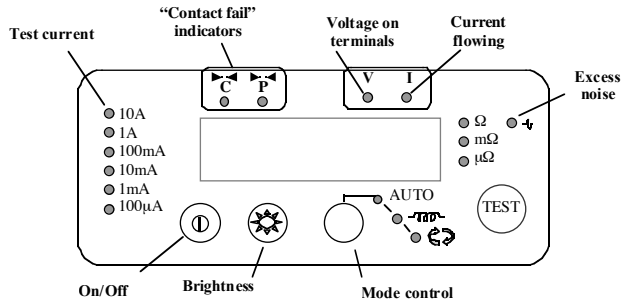 “Contact fail”
indicators
Test current
Voltage on
terminals
Current
flowing
Excess
noise
C P
V I
10A
1A
100mA
10mA
1mA
100µA
Ω
mΩ
µΩ
AUTO
TEST
On/Off
Brightness
Mode control